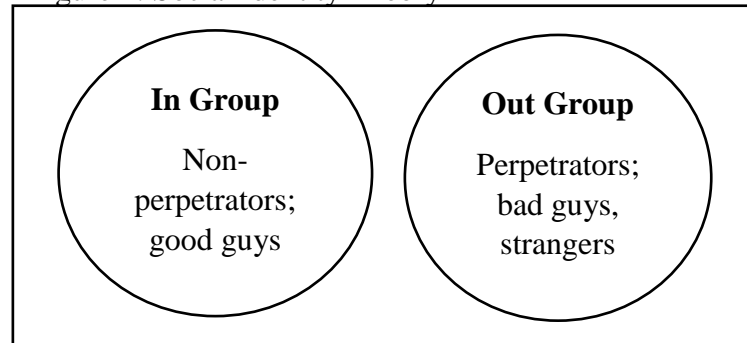 In Group
Non-
perpetrators;
good guys
Out Group
Perpetrators;
bad guys,
strangers